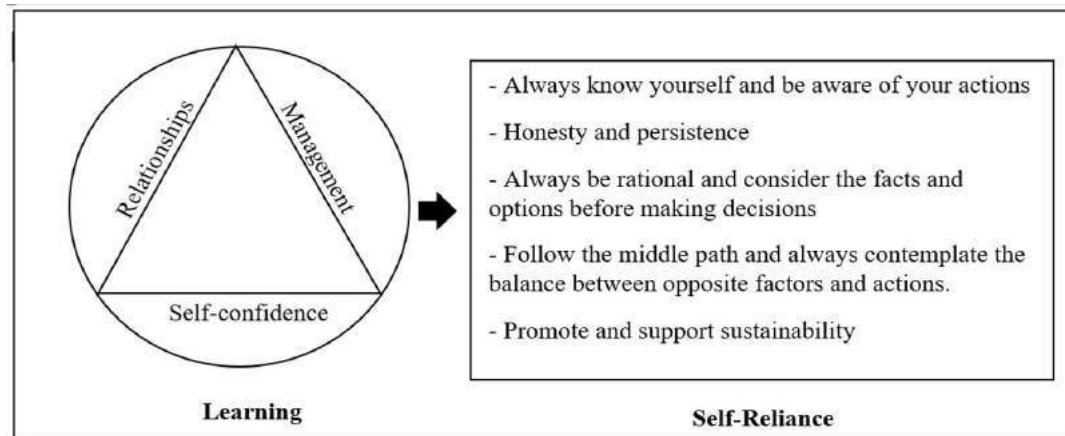 Relationships
Management
Self-confidence
Learning
- Always know yourself and be aware of your actions
- Honesty and persistence
- Always be rational and consider the facts and
options before making decisions
- Follow the middle path and always contemplate the
balance between opposite factors and actions.
- Promote and support sustainability
Self-Reliance